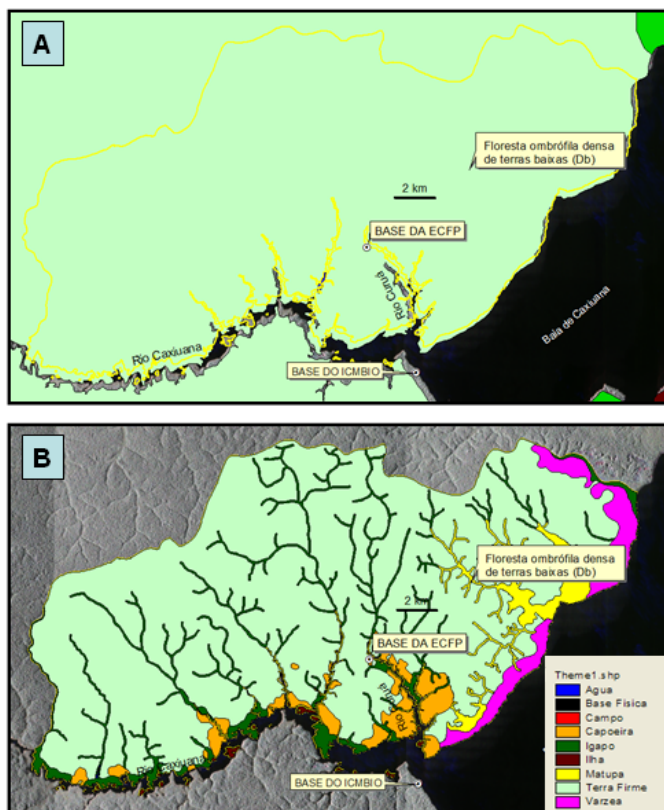 A
Floresta ombrófila densa
de terras baixas (Db)
2 km
BASE DA ECFP
Rio Curuá
Baia de Caxiuana
Rio Caxiuana
BASE DO ICMBIO
B
Floresta ombrófila densa
de terras baixas (Db)
2 km
BASE DA ECFP
Rio
Rio Caxiuana
BASE DO ICMBIO
Theme1.shp
Agua
Base Fisica
Campo
Capoeira
Igapo
Ilha
Matupa
Terra Firme
Varzea